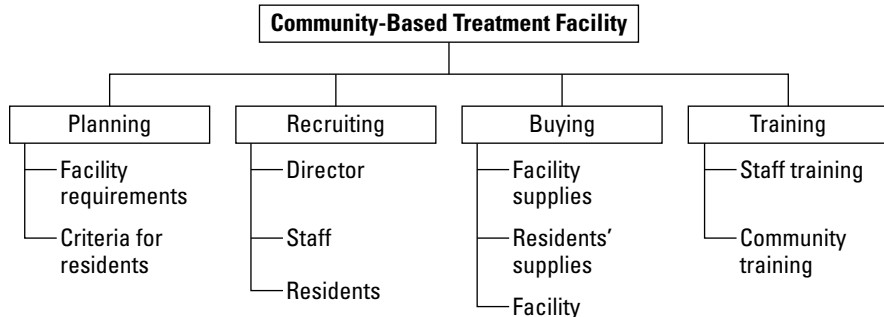 Community-Based Treatment Facility
Planning
Recruiting
Buying
Training
Facility
requirements
Criteria for
residents
Director
Staff
Residents
Facility
supplies
Residents’
supplies
Facility
Staff training
Community
training